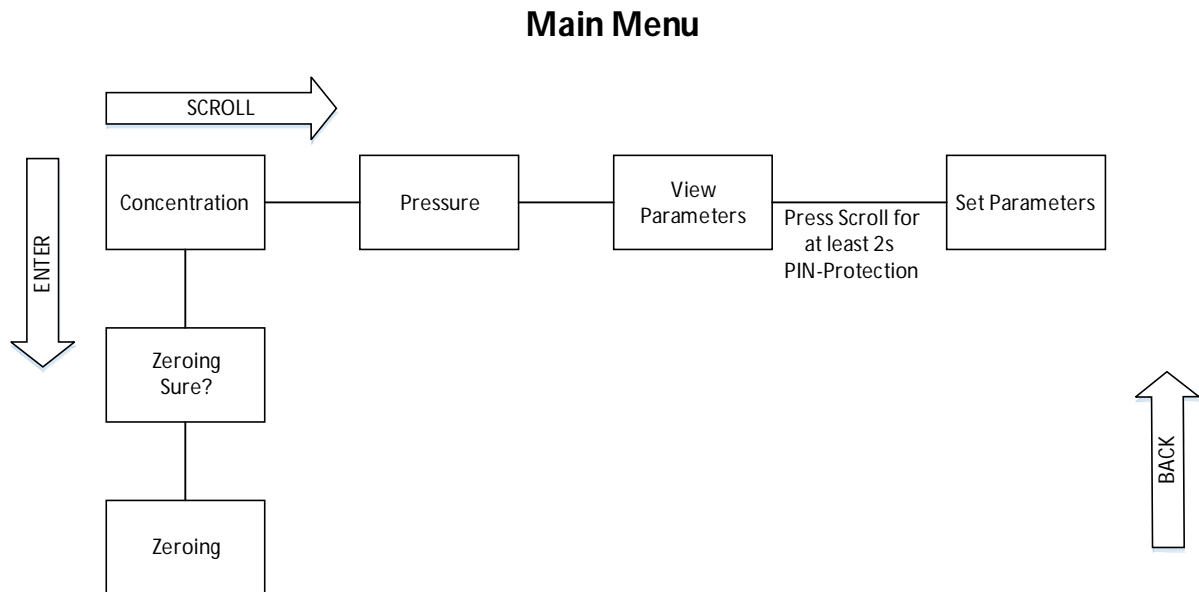 Main Menu
SCROLL
ENTER
Concentration
Pressure
View
Parameters
Press Scroll for
at least 2s
PIN-Protection
Set Parameters
Zeroing
Sure?
Zeroing
BACK